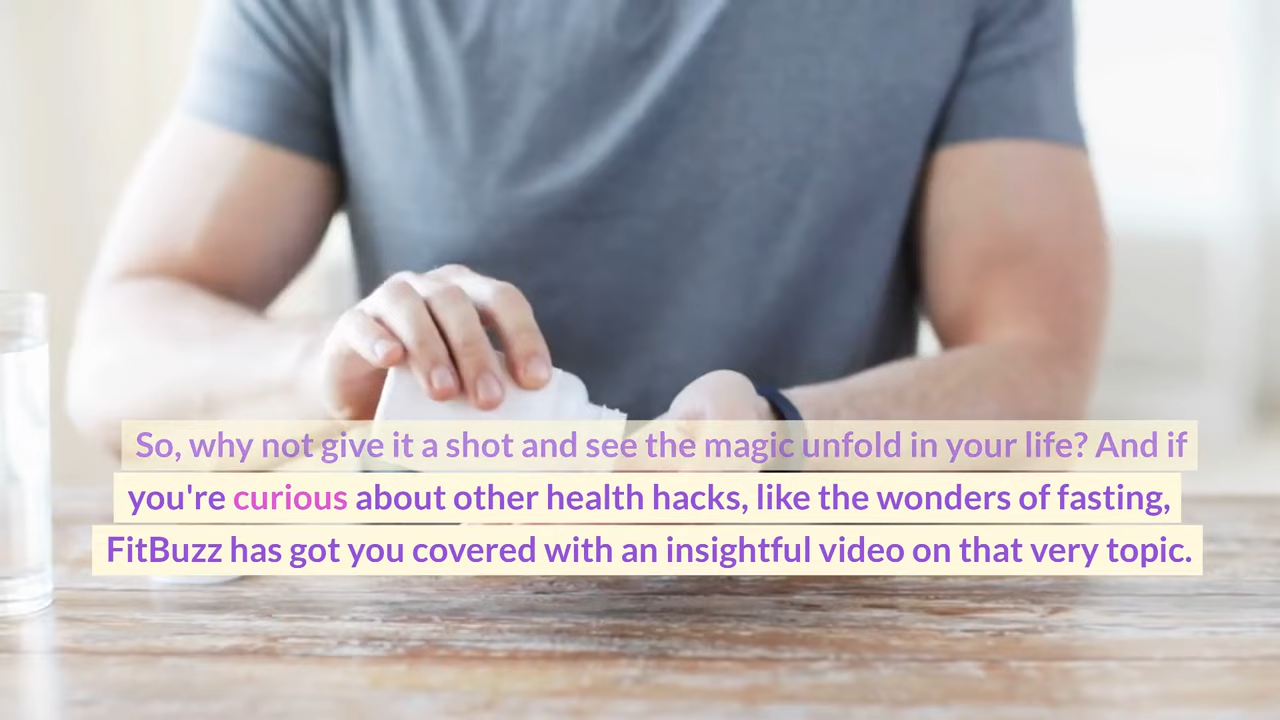 So, why not give it a shot and see the magic unfold in your life? And if
you're curious about other health hacks, like the wonders of fasting,
FitBuzz has got you covered with an insightful video on that very topic.